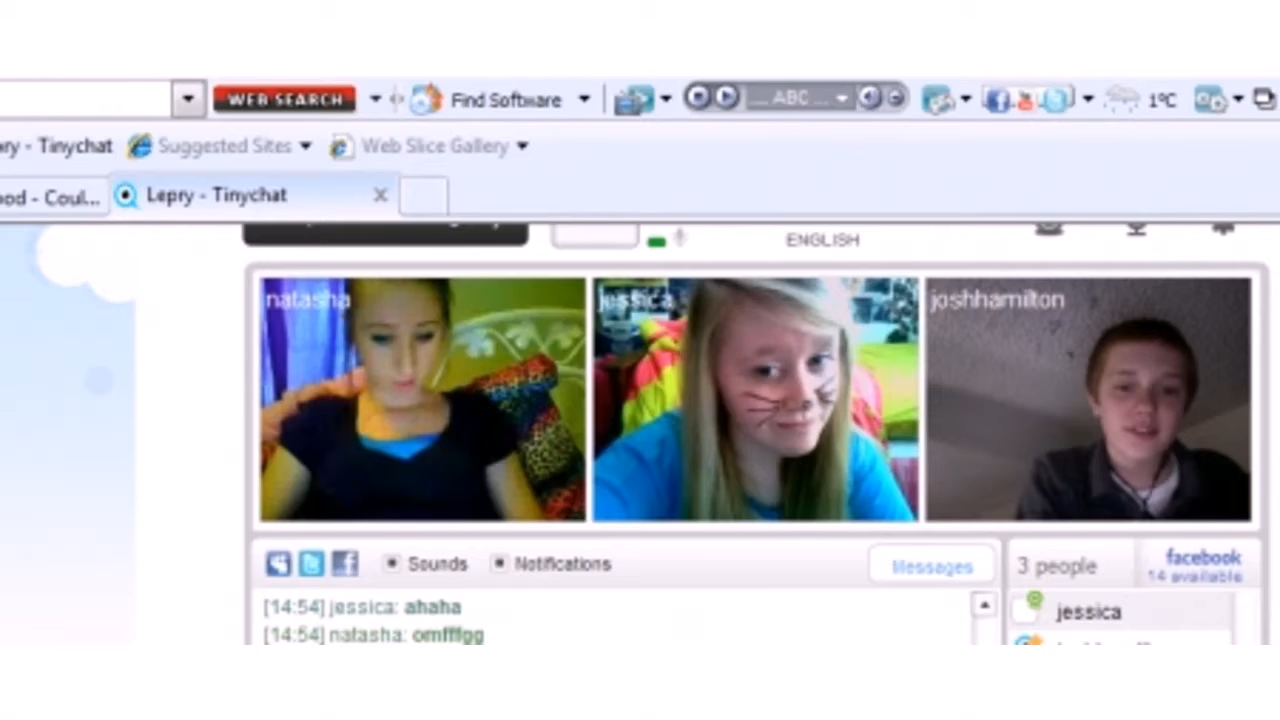 WEB SEARCH Find Software ABC 1°C
ry - Tinychat Suggested Sites Web Slice Gallery
ood - Coul... Lepry - Tinychat
ENGLISH
natasha jessica joshhamilton
Sounds Notifications Messages 3 people facebook
14 available
[14:54] jessica: ahaha jessica
[14:54] natasha: omfffgg